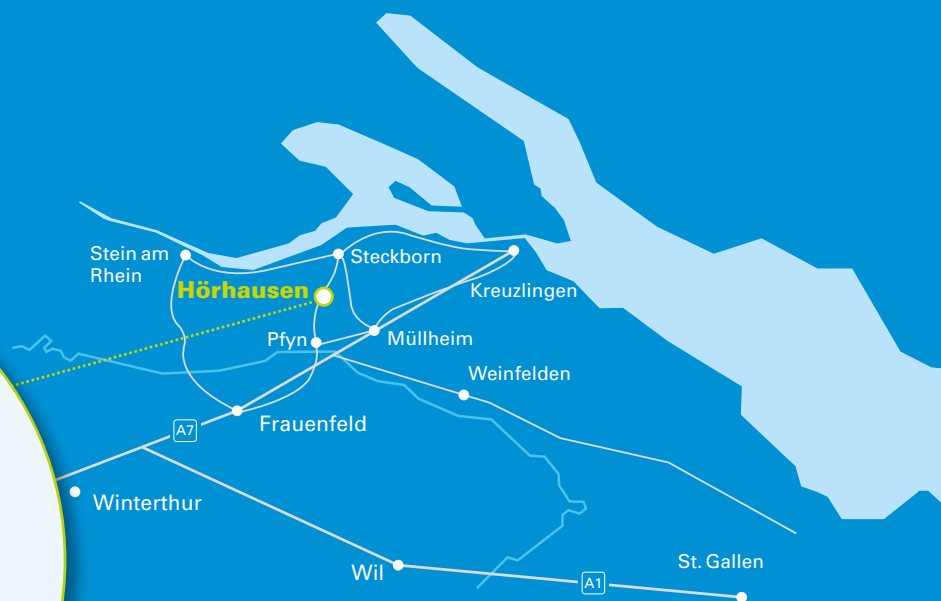 Stein am
Rhein
Steckborn
Hörhausen
Kreuzlingen
Pfyn
Müllheim
Weinfelden
Frauenfeld
A7
Winterthur
Wil
A1
St. Gallen